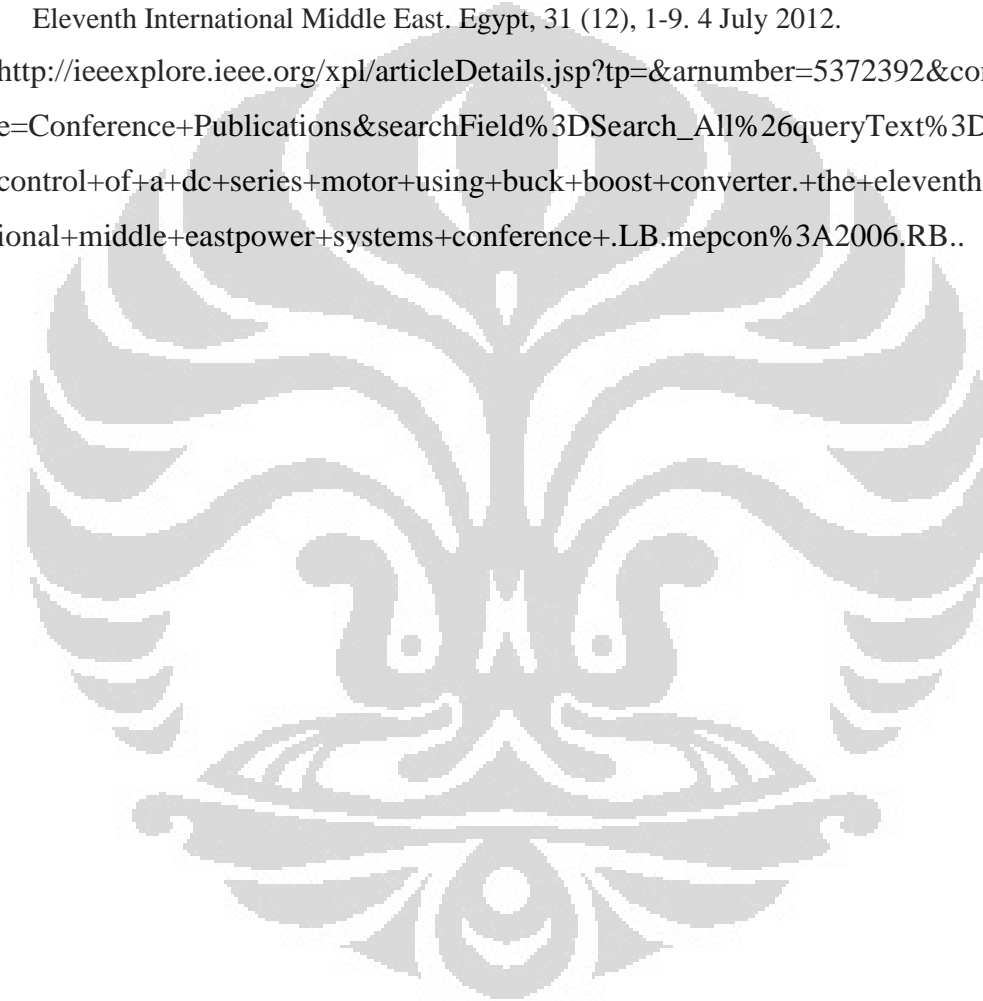 Eleventh International Middle East. Egypt, 31 (12), 1-9. 4 July 2012.
http://ieeexplore.ieee.org/xpl/articleDetails.jsp?tp=&arnumber=5372392&co
e=Conference+Publications&searchField%3DSearch_All%26queryText%3D
control+of+a+dc+series+motor+using+buck+boost+converter.+the+eleventh
ional+middle+eastpower+systems+conference+.LB.mepcon%3A2006.RB..